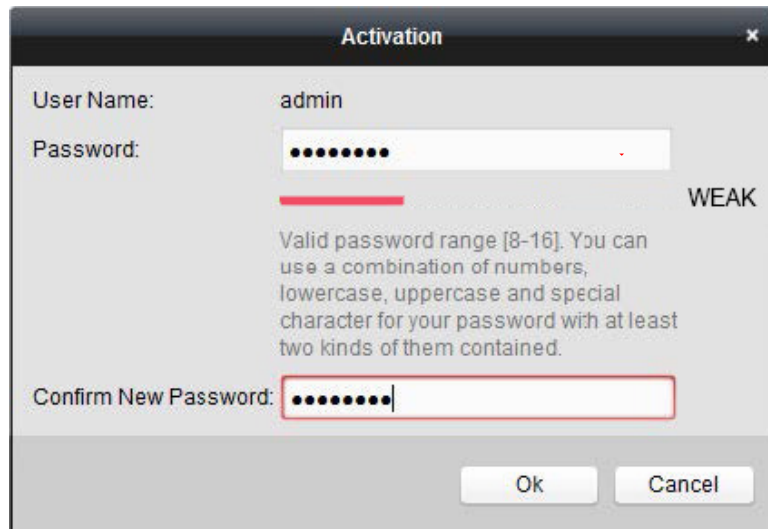 Activation
User Name: admin
Password: ••••••••
WEAK
Valid password range [8-16]. You can
use a combination of numbers,
lowercase, uppercase and special
character for your password with at least
two kinds of them contained.
Confirm New Password: ••••••••
Ok Cancel